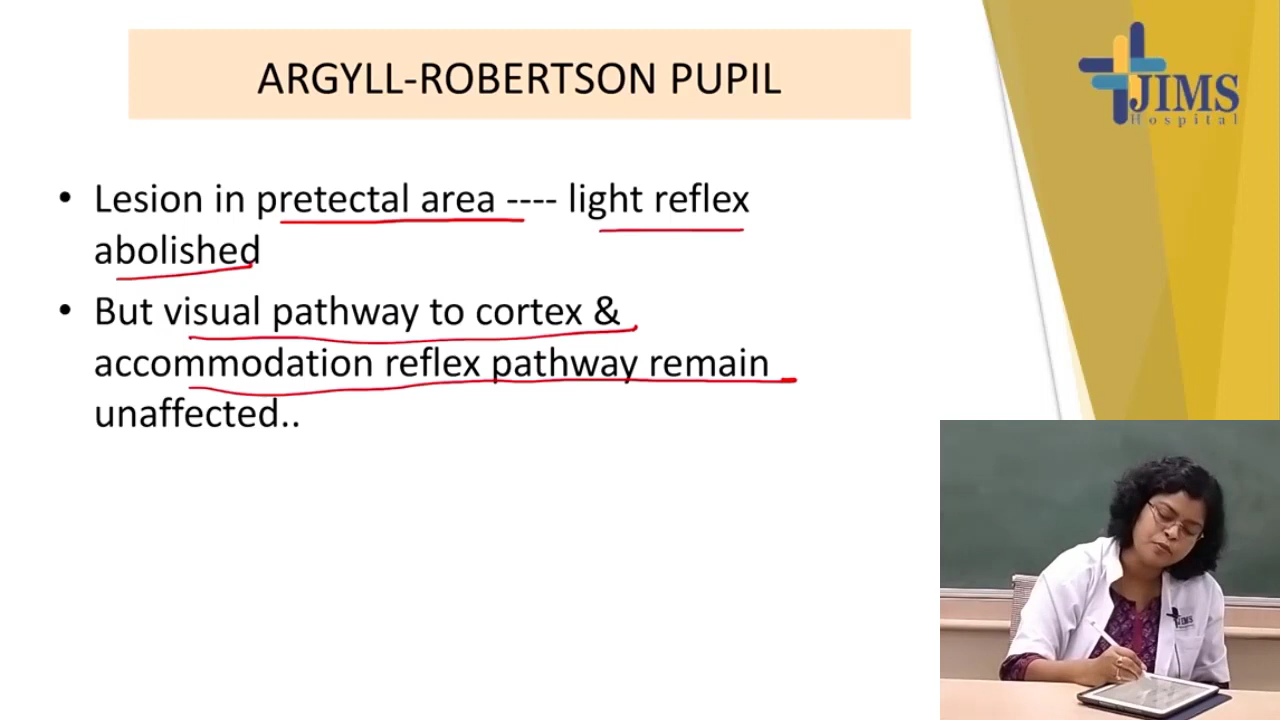 ARGYLL-ROBERTSON PUPIL
JIMS
Hospital
• Lesion in pretectal area ---- light reflex
abolished
• But visual pathway to cortex &
accommodation reflex pathway remain
unaffected..
JIMS